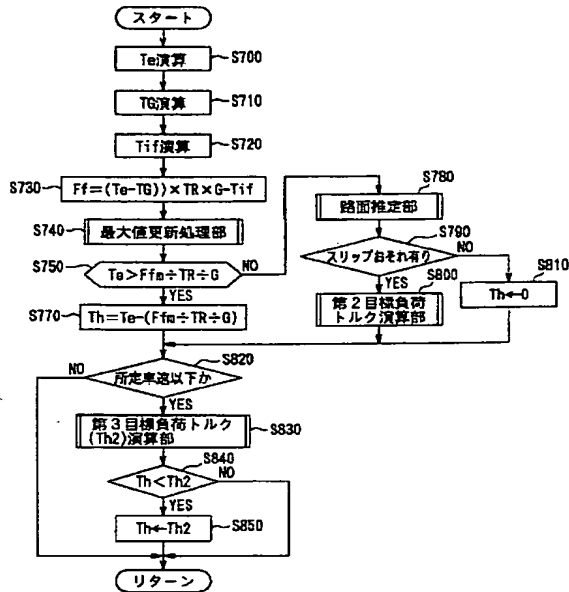 スタート
Te演算
S700
TG演算
S710
Tif演算
S720
S730
Ff=(Te-TG))×TR×G-Tif
S740
最大値更新処理部
S750
Te>Ffm÷TR÷G
NO
YES
S770
Th=Te-(Ffm÷TR÷G)
S780
路面推定部
S790
スリップおそれ有り
NO
YES
S800
第2目標負荷
トルク演算部
S810
Th←0
S820
所定車速以下か
NO
YES
第3目標負荷トルク
(Th2)演算部
S830
S840
Th<Th2
NO
YES
Th←Th2
S850
リターン